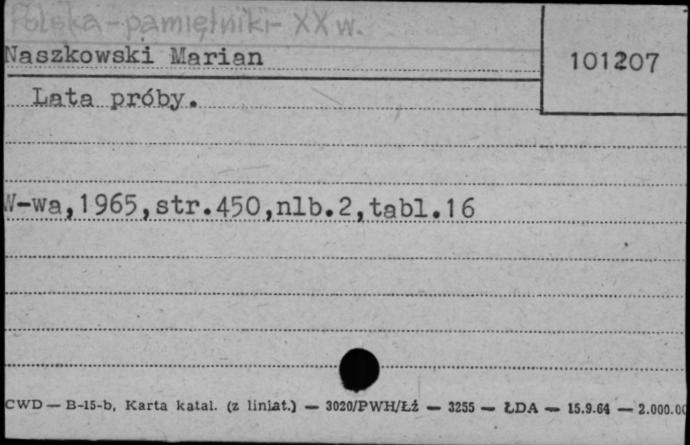 Polska - pamiętniki - XX w.
Naszkowski Marian
101207
Lata próby.
W-wa,1965,str.450,nlb.2,tabl.16
CWD — B-15-b, Karta katal. (z liniat.) — 3020/PWH/Łź — 3255 — ŁDA — 15.9.64 — 2.000.00